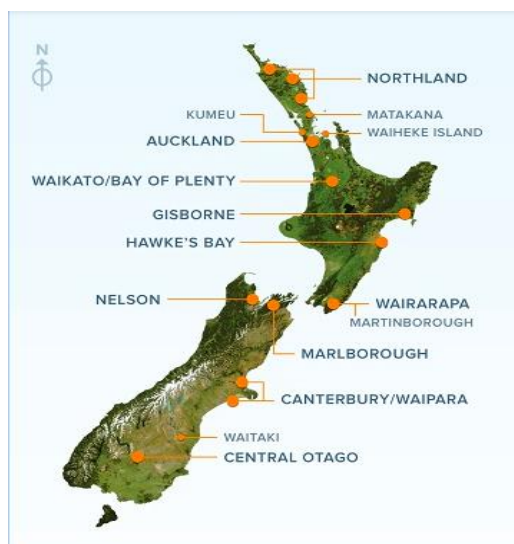 N
NORTHLAND
KUMEU
MATAKANA
WAIHEKE ISLAND
AUCKLAND
WAIKATO/BAY OF PLENTY
GISBORNE
HAWKE'S BAY
NELSON
WAIRARAPA
MARTINBOROUGH
MARLBOROUGH
CANTERBURY/WAIPARA
WAITAKI
CENTRAL OTAGO